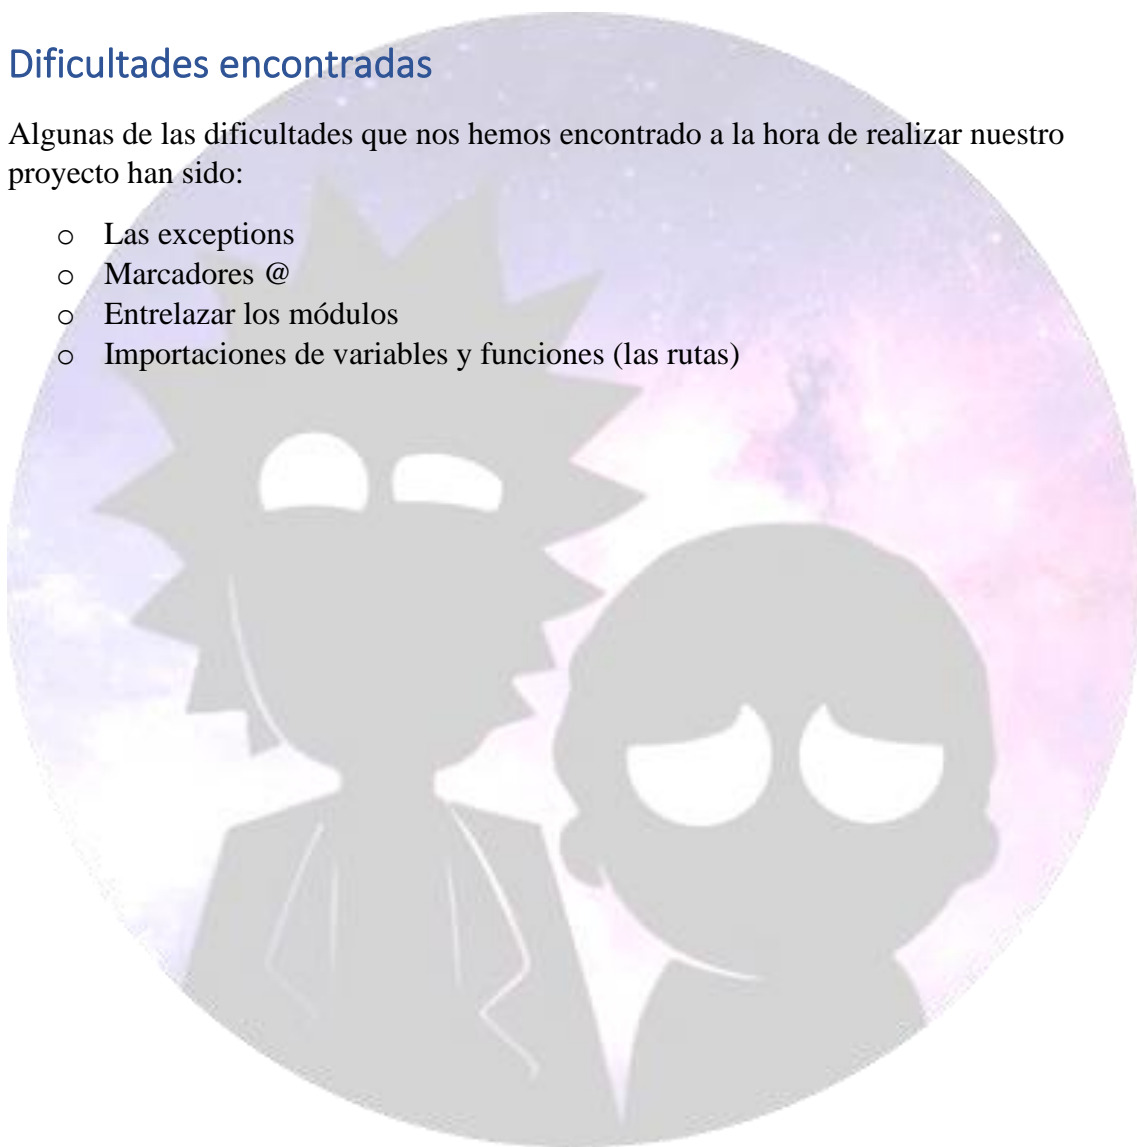 Dificultades encontradas
Algunas de las dificultades que nos hemos encontrado a la hora de realizar nuestro
proyecto han sido:
o Las exceptions
o Marcadores @
o Entrelazar los módulos
o Importaciones de variables y funciones (las rutas)